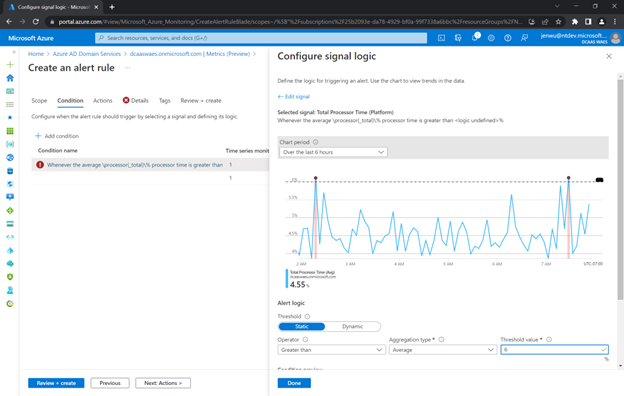 Configure signal logic - Microsoft
portal.azure.com/#view/Microsoft_Azure_Monitoring/CreateAlertRuleBlade/scopes~/%5B"%2Fsubscriptions%2F25b2093e-da78-4929-bf0a-99f7338a6bbc%2FresourceGroups%2FN...
Incognito
Microsoft Azure
Search resources, services, and docs (G+/)
jenwu@ntdev.microsoft....
DCAAS WAES
Home > Azure AD Domain Services > dcaaswaes.onmicrosoft.com | Metrics (Preview) >
Create an alert rule ...
Scope Condition Actions Details Tags Review + create
Configure when the alert rule should trigger by selecting a signal and defining its logic.
+ Add condition
Condition name Time series monit
Whenever the average \processor(_total)\% processor time is greater than 1
1
Review + create Previous Next: Actions >
Configure signal logic
Define the logic for triggering an alert. Use the chart to view trends in the data.
← Edit signal
Selected signal: Total Processor Time (Platform)
Whenever the average \processor(_total)\% processor time is greater than <logic undefined>%
Chart period
Over the last 6 hours
6%
5.5%
5%
4.5%
4%
2 AM 3 AM 4 AM 5 AM 6 AM 7 AM UTC-07:00
Total Processor Time (Avg)
dcaaswaes.onmicrosoft.com
4.55 %
Alert logic
Threshold
Static Dynamic
Operator Aggregation type * Threshold value *
Greater than Average 6
%
Condition preview
Done